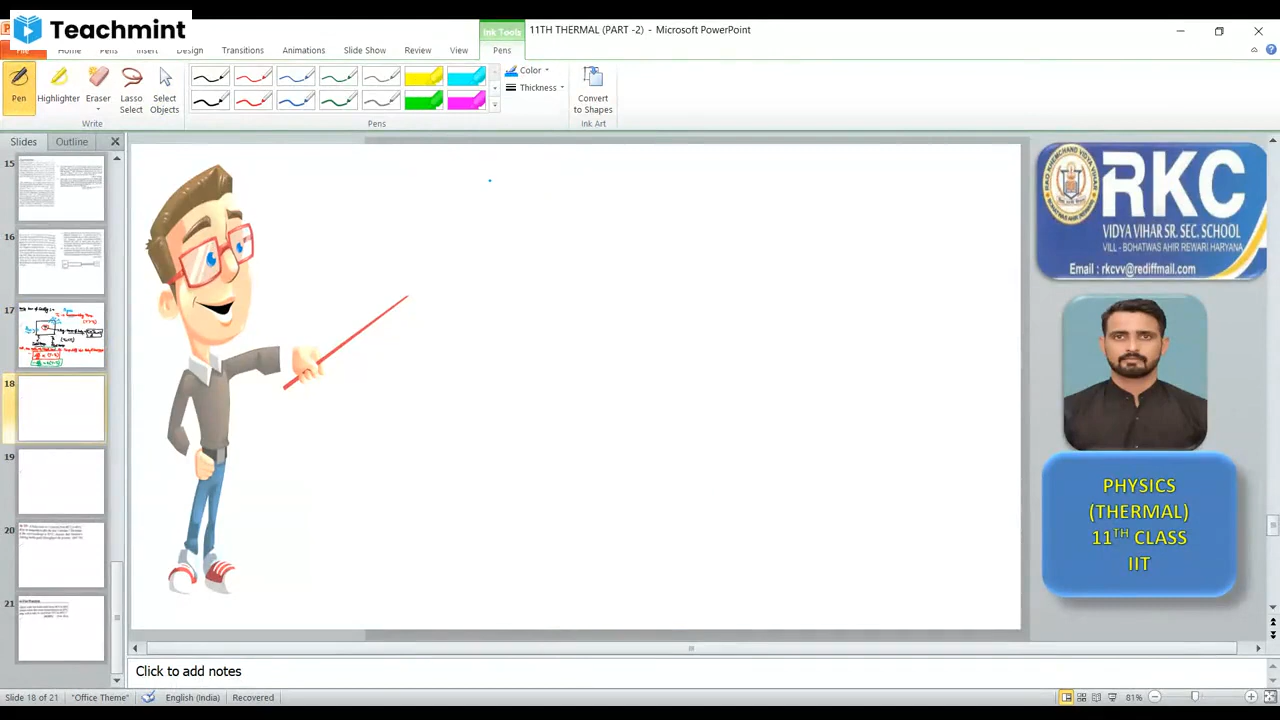 Teachmint
11TH THERMAL (PART -2) - Microsoft PowerPoint
Ink Tools
File
Home
Pens
Insert
Design
Transitions
Animations
Slide Show
Review
View
Pens
Pen
Highlighter
Eraser
Lasso
Select
Select
Objects
Color
Thickness
Convert
to Shapes
Write
Pens
Ink Art
Slides
Outline
15
16
17
18
19
20
21
RKC
VIDYA VIHAR SR. SEC. SCHOOL
VILL - BOHATWAS AHIR REWARI HARYANA
Email : rkcvv@rediffmail.com
PHYSICS
(THERMAL)
11TH CLASS
IIT
Click to add notes
Slide 18 of 21
"Office Theme"
English (India)
Recovered
81%